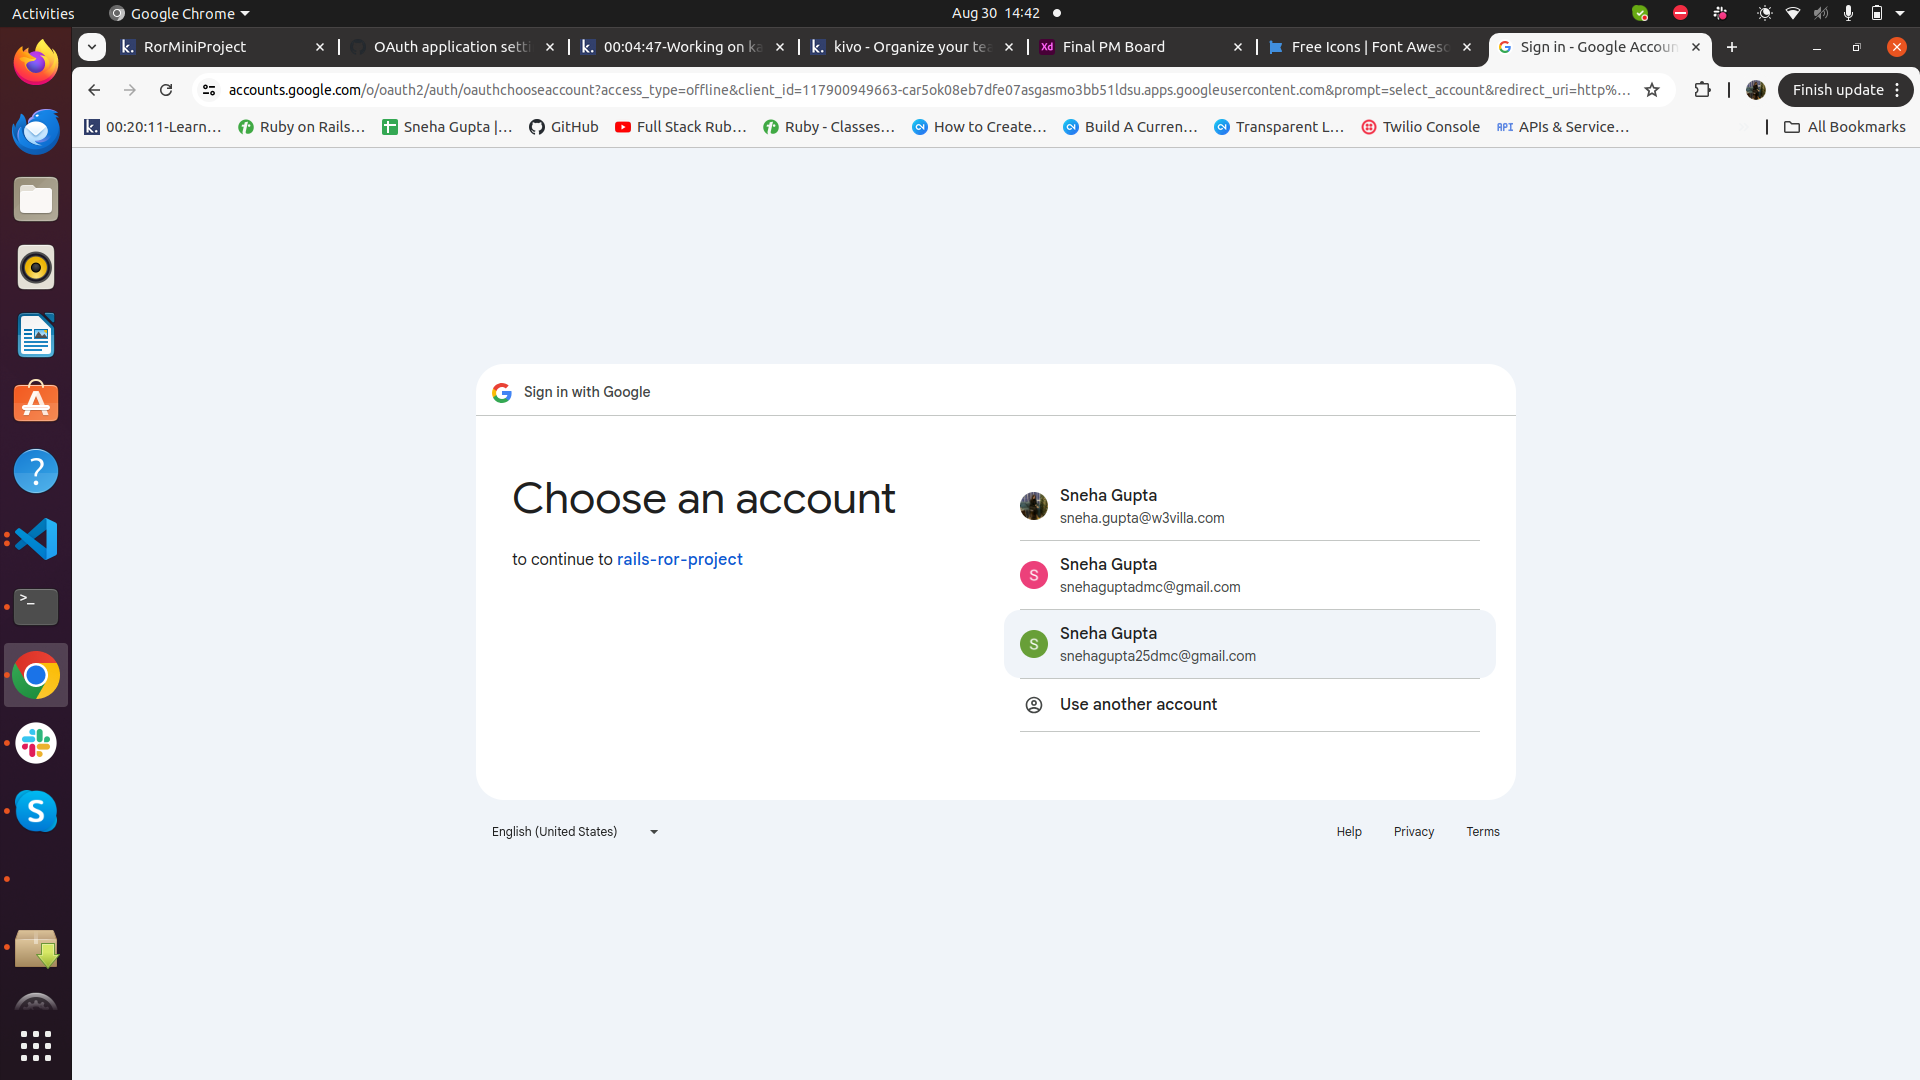 Activities
Google Chrome
Aug 30 14:42
RorMiniProject
OAuth application setti
00:04:47-Working on ka
kivo - Organize your tea
Final PM Board
Free Icons | Font Aweso
Sign in - Google Accoun
accounts.google.com/o/oauth2/auth/oauthchooseaccount?access_type=offline&client_id=117900949663-car5ok08eb7dfe07asgasmo3bb51ldsu.apps.googleusercontent.com&prompt=select_account&redirect_uri=http%...
Finish update
00:20:11-Learn...
Ruby on Rails...
Sneha Gupta |...
GitHub
Full Stack Rub...
Ruby - Classes...
How to Create...
Build A Curren...
Transparent L...
Twilio Console
API
APIs & Service...
All Bookmarks
Sign in with Google
Choose an account
to continue to rails-ror-project
Sneha Gupta
sneha.gupta@w3villa.com
S
Sneha Gupta
snehaguptadmc@gmail.com
S
Sneha Gupta
snehagupta25dmc@gmail.com
Use another account
English (United States)
Help
Privacy
Terms